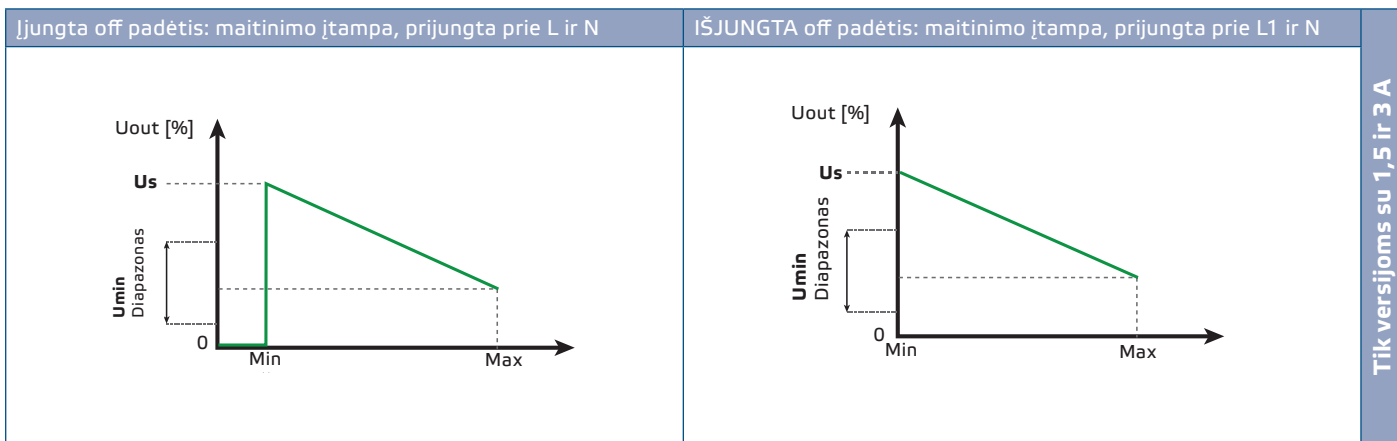 Įjungta off padėtis: maitinimo įtampa, prijungta prie L ir N
IŠJUNGTA off padėtis: maitinimo įtampa, prijungta prie L1 ir N
Uout [%]
Us
Umin
Diapazonas
0
Min
Max
Uout [%]
Us
Umin
Diapazonas
0
Min
Max
Tik versijoms su 1,5 ir 3 A